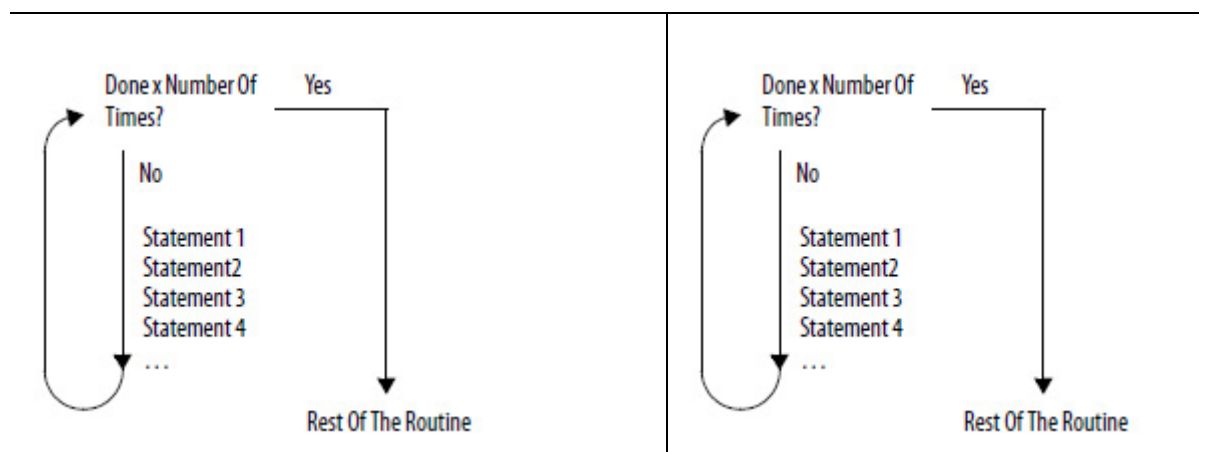 Done x Number Of Yes
Times?
No
Statement 1
Statement2
Statement 3
Statement 4
...
Rest Of The Routine
Done x Number Of Yes
Times?
No
Statement 1
Statement2
Statement 3
Statement 4
...
Rest Of The Routine